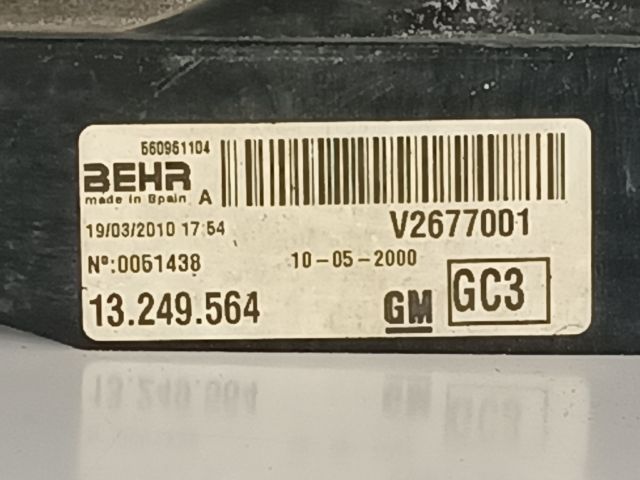 560961104
BEHR
made in Spain A
19/03/2010 17:54
V2677001
Nº:0051438
10-05-2000
13.249.564
GM
GC3